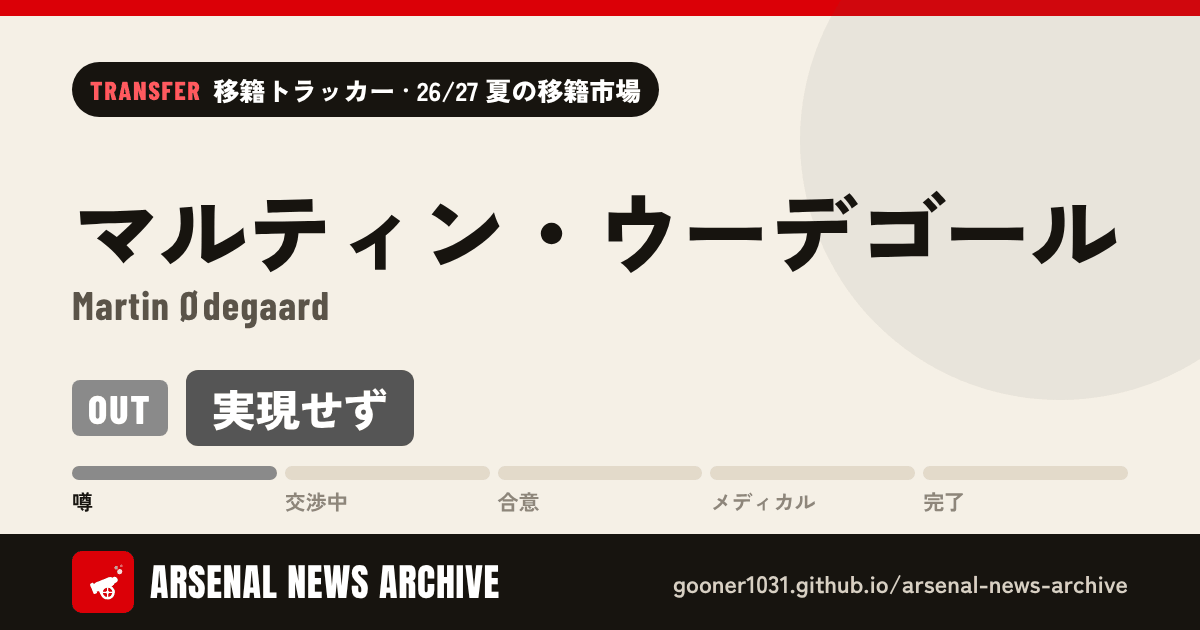 TRANSFER 移籍トラッカー · 26/27 夏の移籍市場
マルティン・ウーデゴール
Martin Ødegaard
OUT 実現せず
噂 交渉中 合意 メディカル 完了
ARSENAL NEWS ARCHIVE gooner1031.github.io/arsenal-news-archive